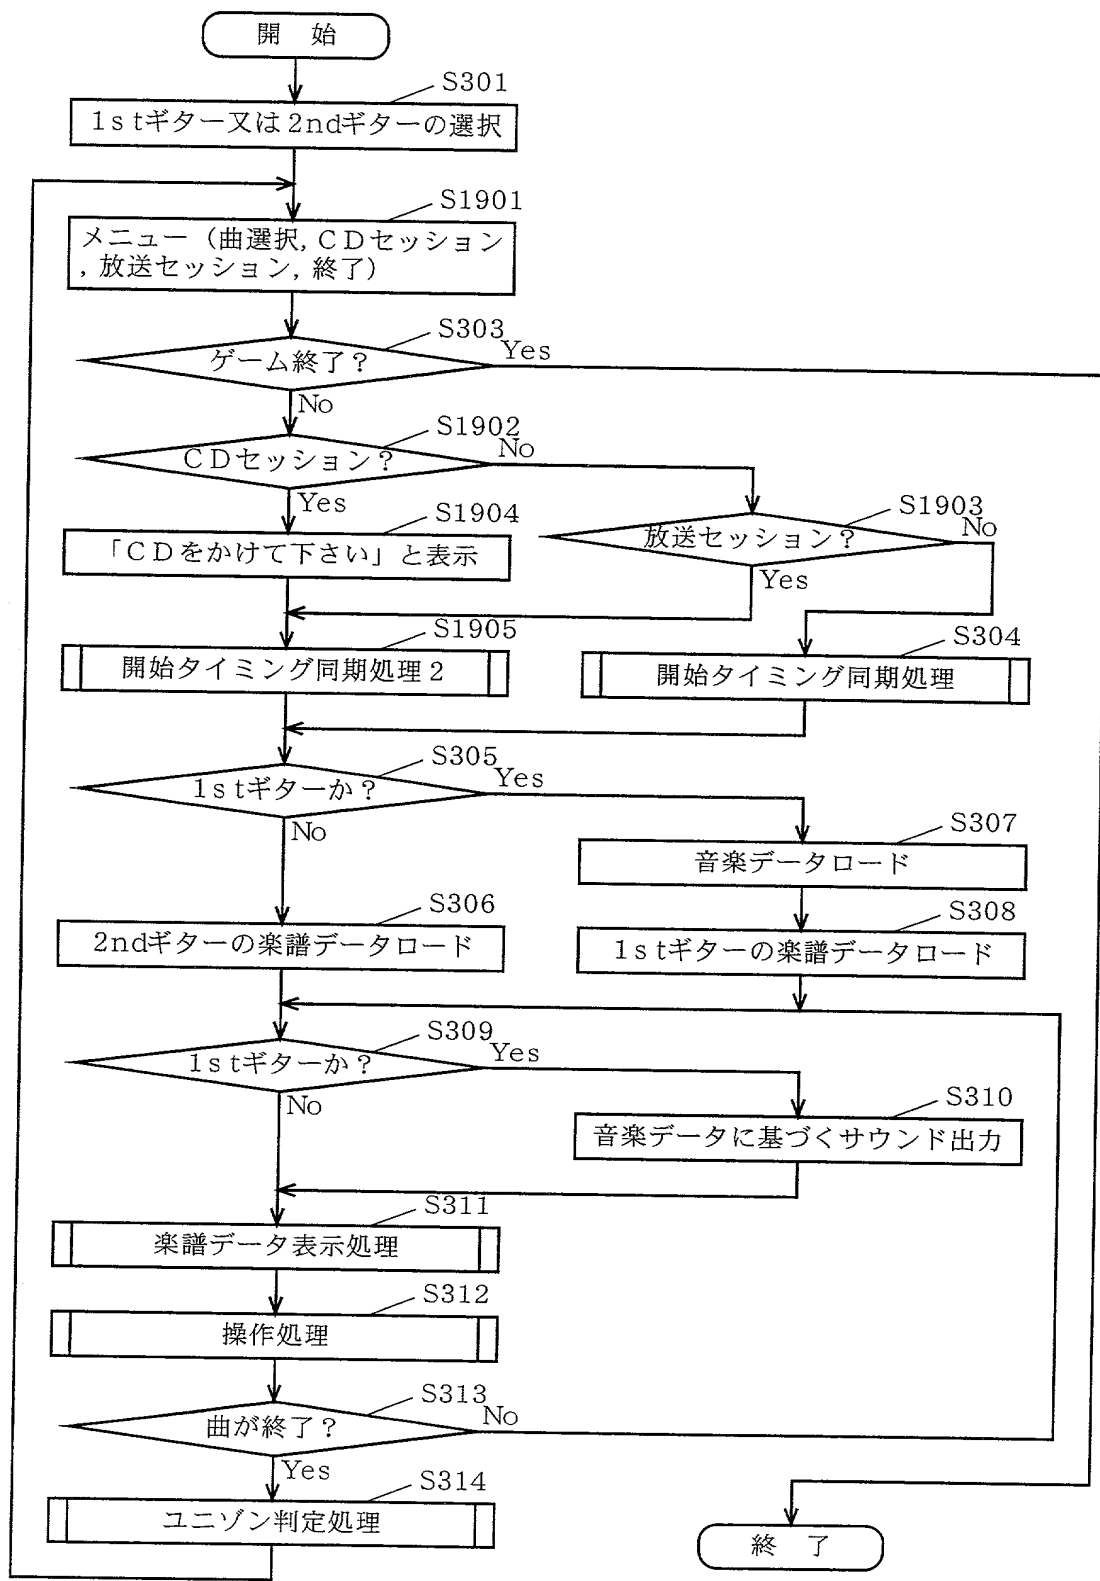 開 始
S301
1stギター又は2ndギターの選択
S1901
メニュー（曲選択,CDセッション
,放送セッション,終了）
S303
ゲーム終了？
Yes
No
S1902
CDセッション？
No
Yes
S1903
放送セッション？
No
Yes
S1904
「CDをかけて下さい」と表示
S1905
開始タイミング同期処理2
S304
開始タイミング同期処理
S305
1stギターか？
Yes
No
S307
音楽データロード
S306
2ndギターの楽譜データロード
S308
1stギターの楽譜データロード
S309
1stギターか？
Yes
No
S310
音楽データに基づくサウンド出力
S311
楽譜データ表示処理
S312
操作処理
S313
曲が終了？
No
Yes
S314
ユニゾン判定処理
終 了